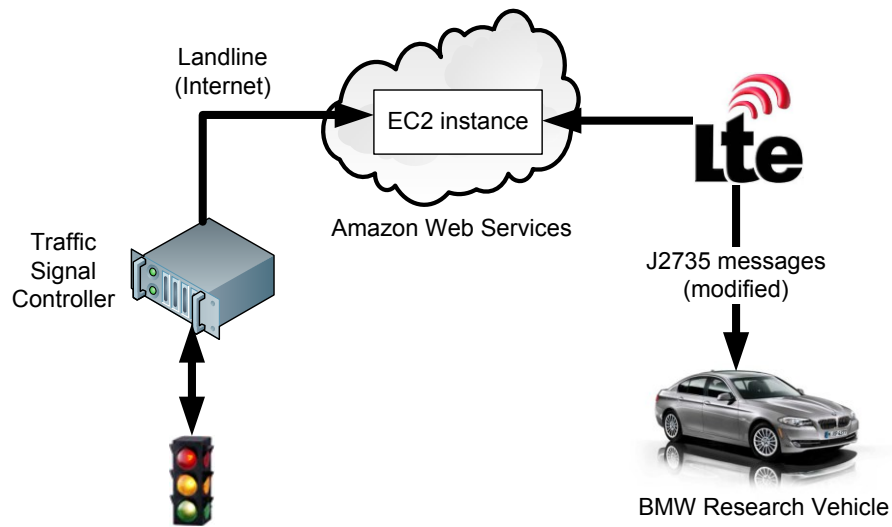 Landline
(Internet)
EC2 instance
Lte
Amazon Web Services
Traffic
Signal
Controller
J2735 messages
(modified)
BMW Research Vehicle